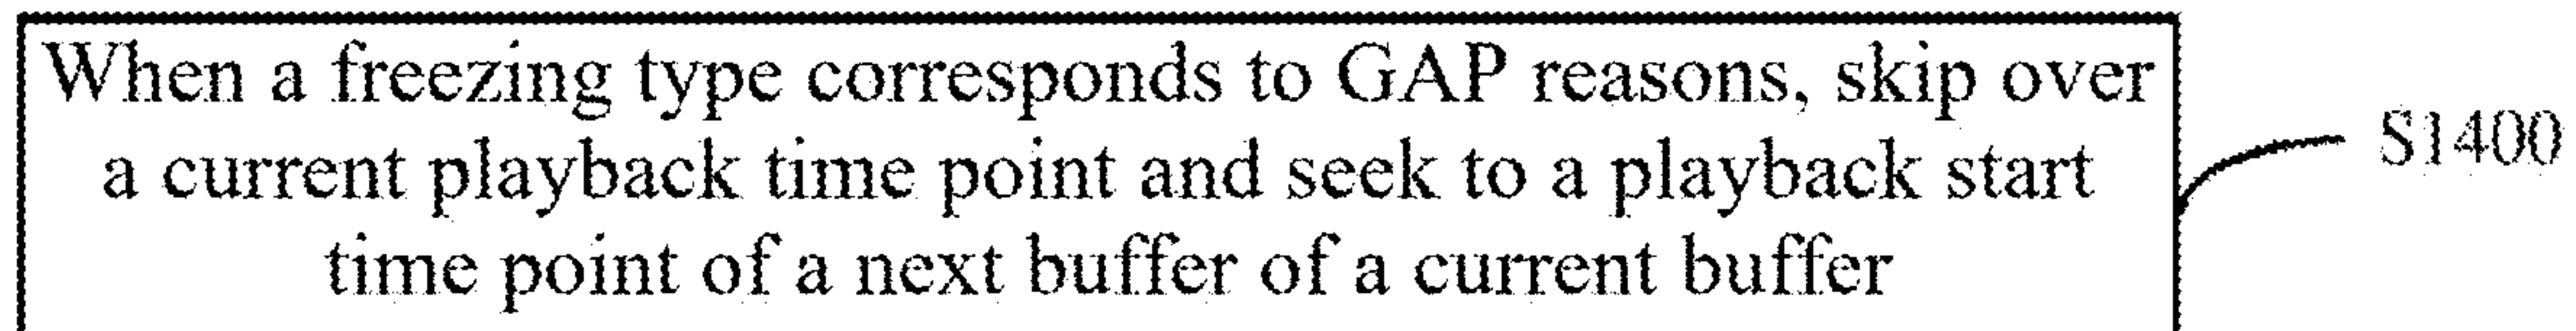 When a freezing type corresponds to GAP reasons, skip over
a current playback time point and seek to a playback start
time point of a next buffer of a current buffer
S1400